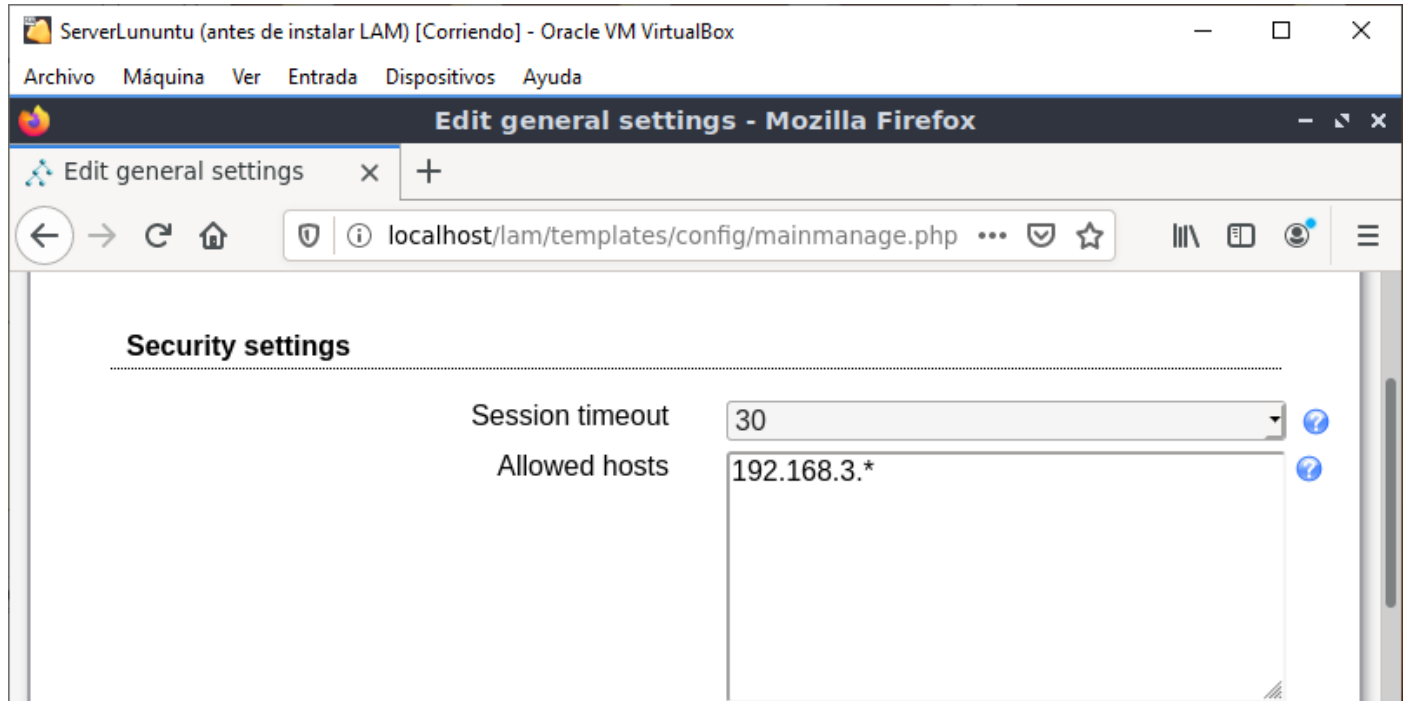 ServerLununtu (antes de instalar LAM) [Corriendo] - Oracle VM VirtualBox
Archivo Máquina Ver Entrada Dispositivos Ayuda
Edit general settings - Mozilla Firefox
Edit general settings
localhost/lam/templates/config/mainmanage.php
Security settings
Session timeout 30
Allowed hosts 192.168.3.*